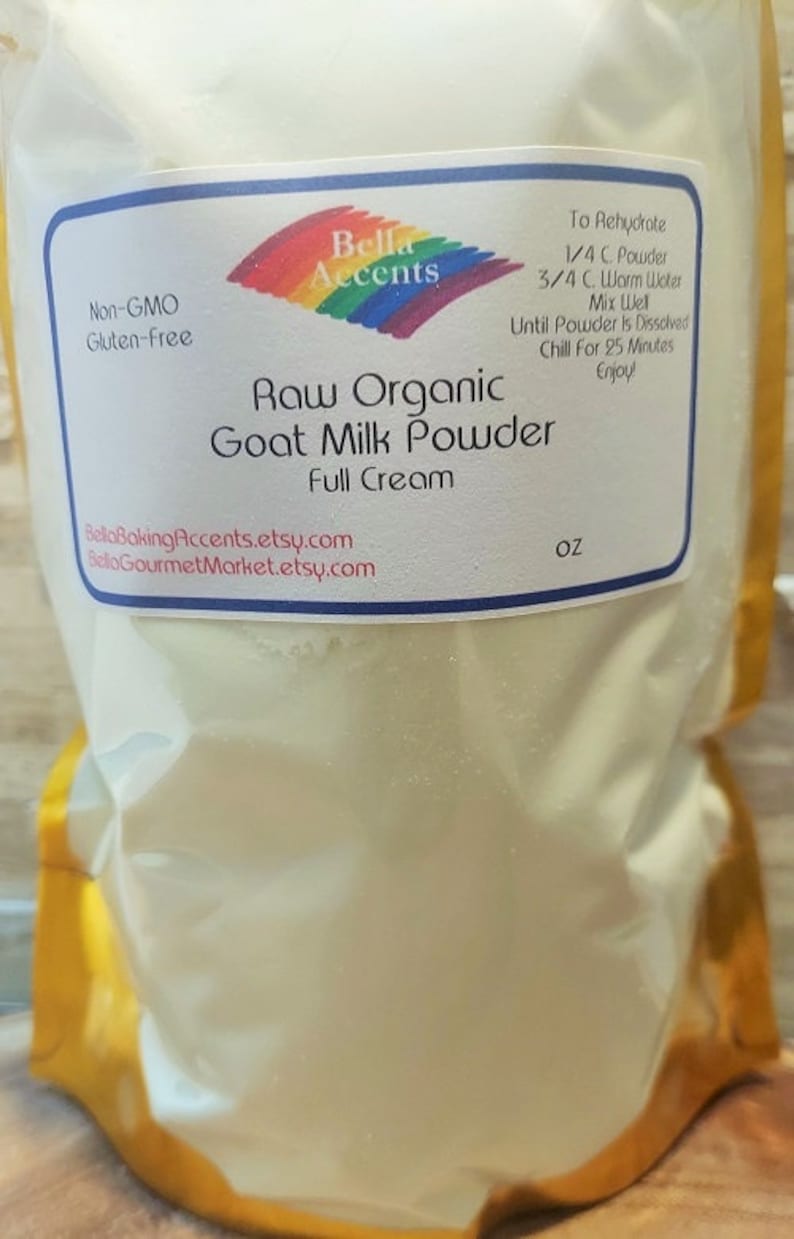 Bella
Accents
Non-GMO
Gluten-Free
To Rehydrate
1/4 C. Powder
3/4 C. Warm Water
Mix Well
Until Powder Is Dissolved
Chill For 25 Minutes
Enjoy!
Raw Organic
Goat Milk Powder
Full Cream
BellaBakingAccents.etsy.com
BellaGourmetMarket.etsy.com
oz